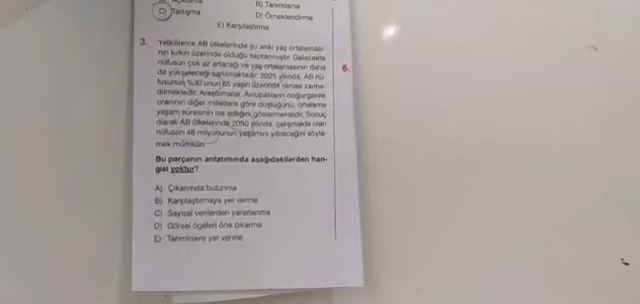 B) Tanımlama
C) Tartışma
D) Örneklendirme
E) Karşılaştırma
3. Yetkililerce AB ülkelerinde şu anki yaş ortalaması-
nın kırkın üzerinde olduğu saptanmıştır. Gelecekte
nüfusun çok az artacağı ve yaş ortalamasının daha
da yükseleceği sanılmaktadır. 2025 yılında, AB nü-
fusunun %30'unun 65 yaşın üzerinde olması
Araştırmalar, Avrupalıların doğurganlık
oranının diğer milletlere göre düştüğünü, ortalama
yaşam süresinin ise arttığını göstermektedir. Sonuç
olarak AB ülkelerinde 2050 yılında, çalışmakta olan
nüfusun 48 milyonunun yaşamını yitireceğini söyle-
mek mümkün.
Bu parçanın anlatımında aşağıdakilerden han-
gisi yoktur?
A) Çıkarımda bulunma
B) Karşılaştırmaya yer verme
C) Sayısal verilerden yararlanma
D) Görsel ögeleri öne çıkarma
E) Tahminlere yer verme
6.